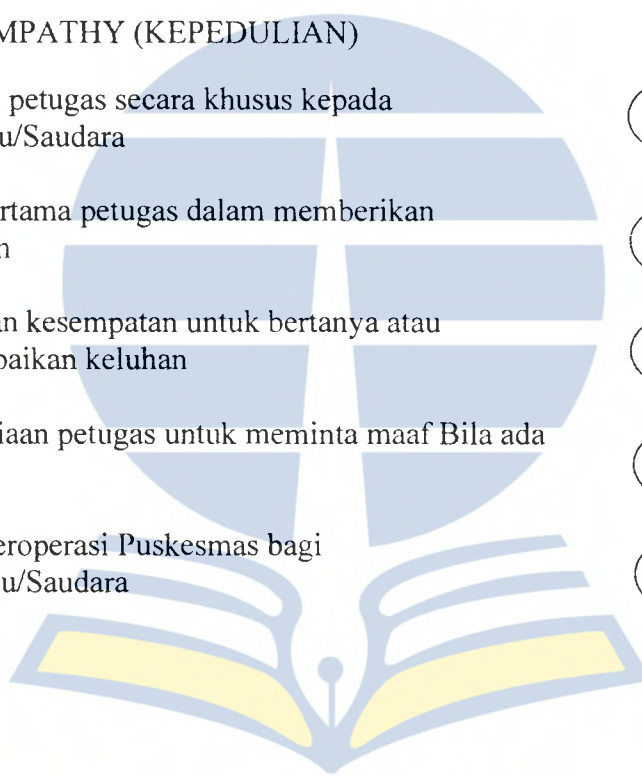 MPATHY (KEPEDULIAN)
petugas secara khusus kepada
u/Saudara
rtama petugas dalam memberikan
n
an kesempatan untuk bertanya atau
paikan keluhan
iaan petugas untuk meminta maaf Bila ada
eroperasi Puskesmas bagi
u/Saudara